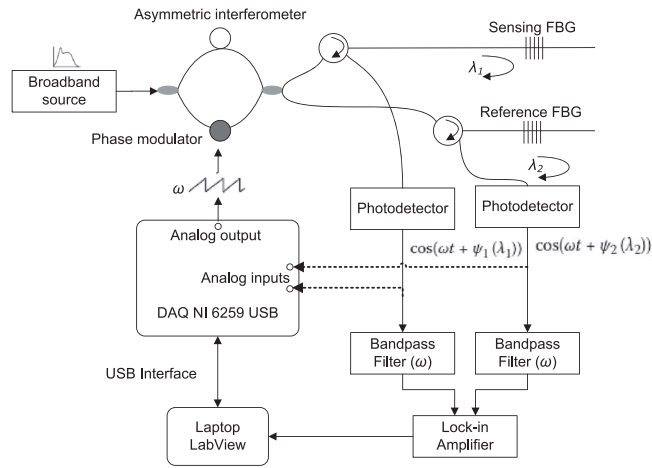 Asymmetric interferometer
Sensing FBG
Broadband
source
λ₁
Reference FBG
Phase modulator
λ₂
ω
Photodetector
Photodetector
Analog output
cos(ωt + ψ₁ (λ₁))
cos(ωt + ψ₂ (λ₂))
Analog inputs
DAQ NI 6259 USB
Bandpass
Filter (ω)
Bandpass
Filter (ω)
USB Interface
Laptop
LabView
Lock-in
Amplifier